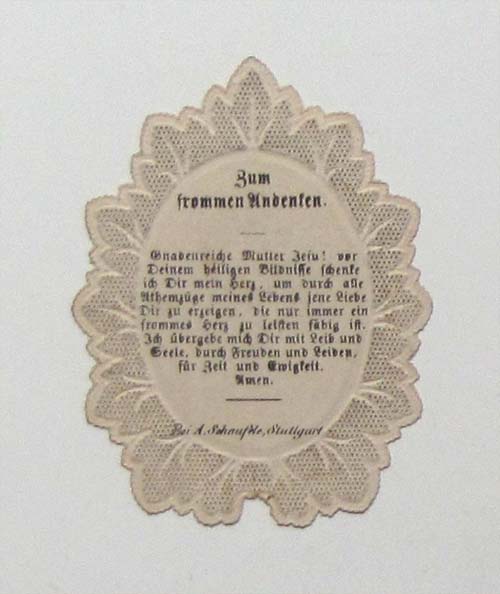 Zum
frommen Andenken.
Gnadenreiche Mutter Jesu! vor
Deinem heiligen Bildnisse schenke
ich Dir mein Herz, um durch alle
Athemzüge meines Lebens jene Liebe
Dir zu erzeigen, die nur immer ein
frommes Herz zu leisten fähig ist.
Ich übergebe mich Dir mit Leib und
Seele, durch Freuden und Leiden,
für Zeit und Ewigkeit.
Amen.
Bei A. Schaufele, Stuttgart